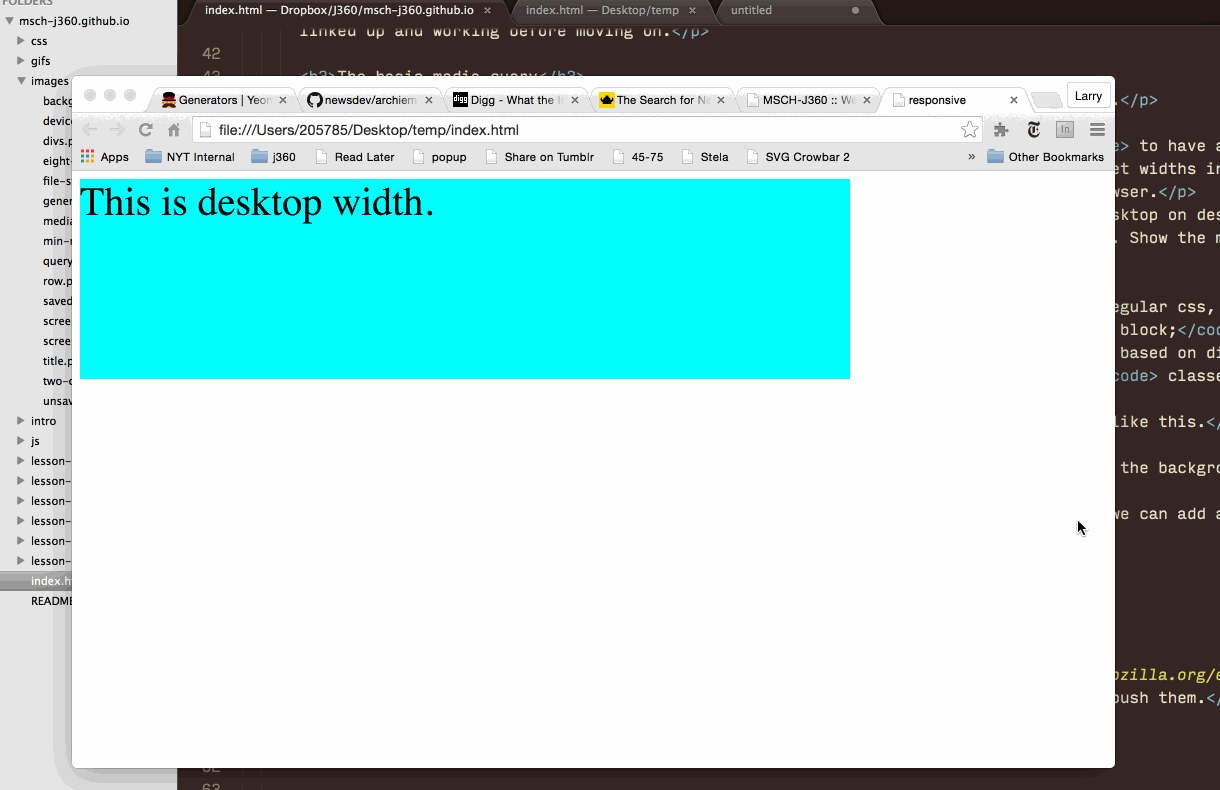 FOLDERS
msch-j360.github.io
css
gifs
images
intro
js
lesson-
lesson-
lesson-
lesson-
lesson-
lesson-
index.h
README
index.html — Dropbox/J360/msch-j360.github.io
index.html — Desktop/temp
untitled
linked up and working before moving on.</p>
42
43 <h3>The basic media query</h3>
Generators | Yeom
newsdev/archiem
Digg - What the I
The Search for Ne
MSCH-J360 :: We
responsive
Larry
file:///Users/205785/Desktop/temp/index.html
Apps
NYT Internal
j360
Read Later
popup
Share on Tumblr
45-75
Stela
SVG Crowbar 2
»
Other Bookmarks
This is desktop width.
backg
device
divs.p
eight-
file-s
gener
media
min-r
query
row.p
saved
scree
scree
title.p
two-c
unsav
.</p>
> to have a
et widths in
wser.</p>
sktop on des
. Show the m
egular css,
block;</cod
based on di
code> classe
like this.</
the backgro
we can add a
ozilla.org/e
push them.</
62
63